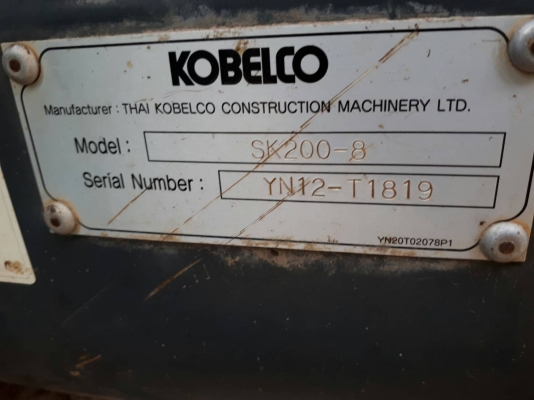 KOBELCO
Manufacturer : THAI KOBELCO CONSTRUCTION MACHINERY LTD.
Model : SK200-8
Serial Number : YN12-T1819
YN20T02078P1